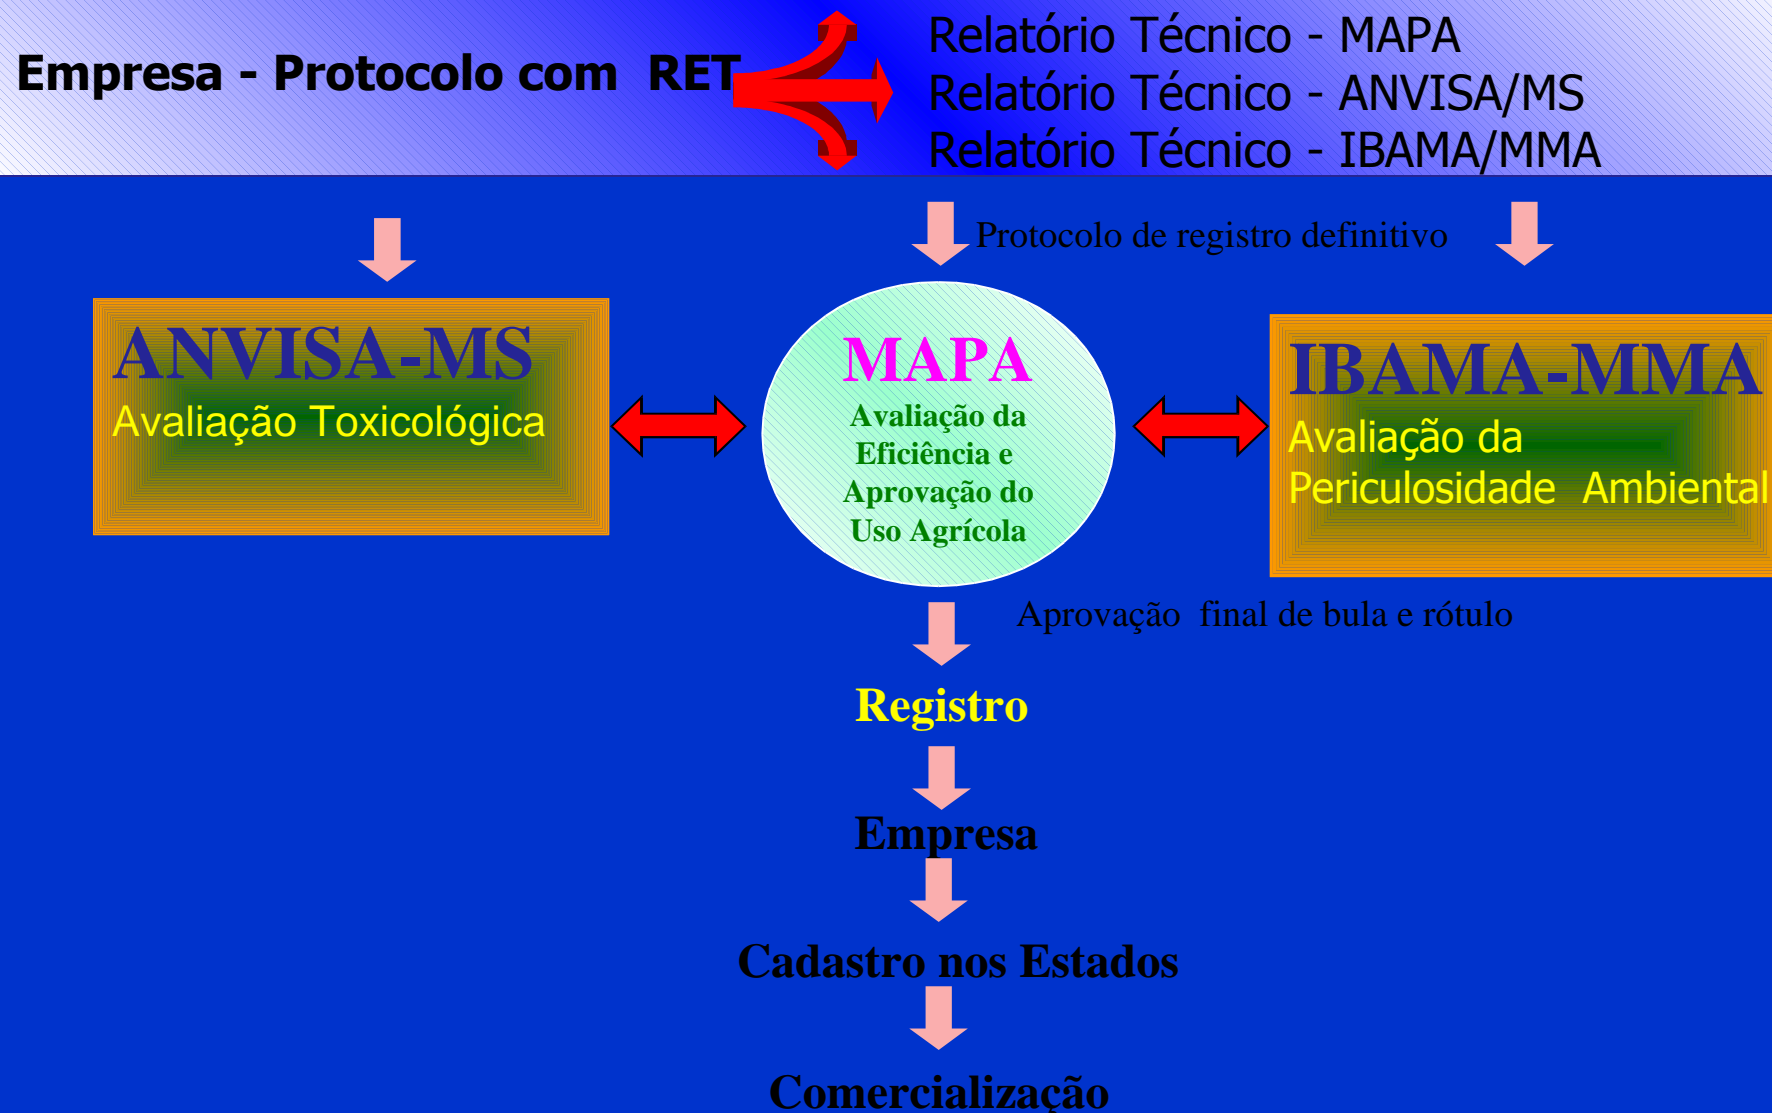 Empresa - Protocolo com RET
Relatório Técnico - MAPA
Relatório Técnico - ANVISA/MS
Relatório Técnico - IBAMA/MMA
Protocolo de registro definitivo
ANVISA-MS
Avaliação Toxicológica
MAPA
Avaliação da
Eficiência e
Aprovação do
Uso Agrícola
IBAMA-MMA
Avaliação da
Periculosidade Ambiental
Aprovação final de bula e rótulo
Registro
Empresa
Cadastro nos Estados
Comercialização